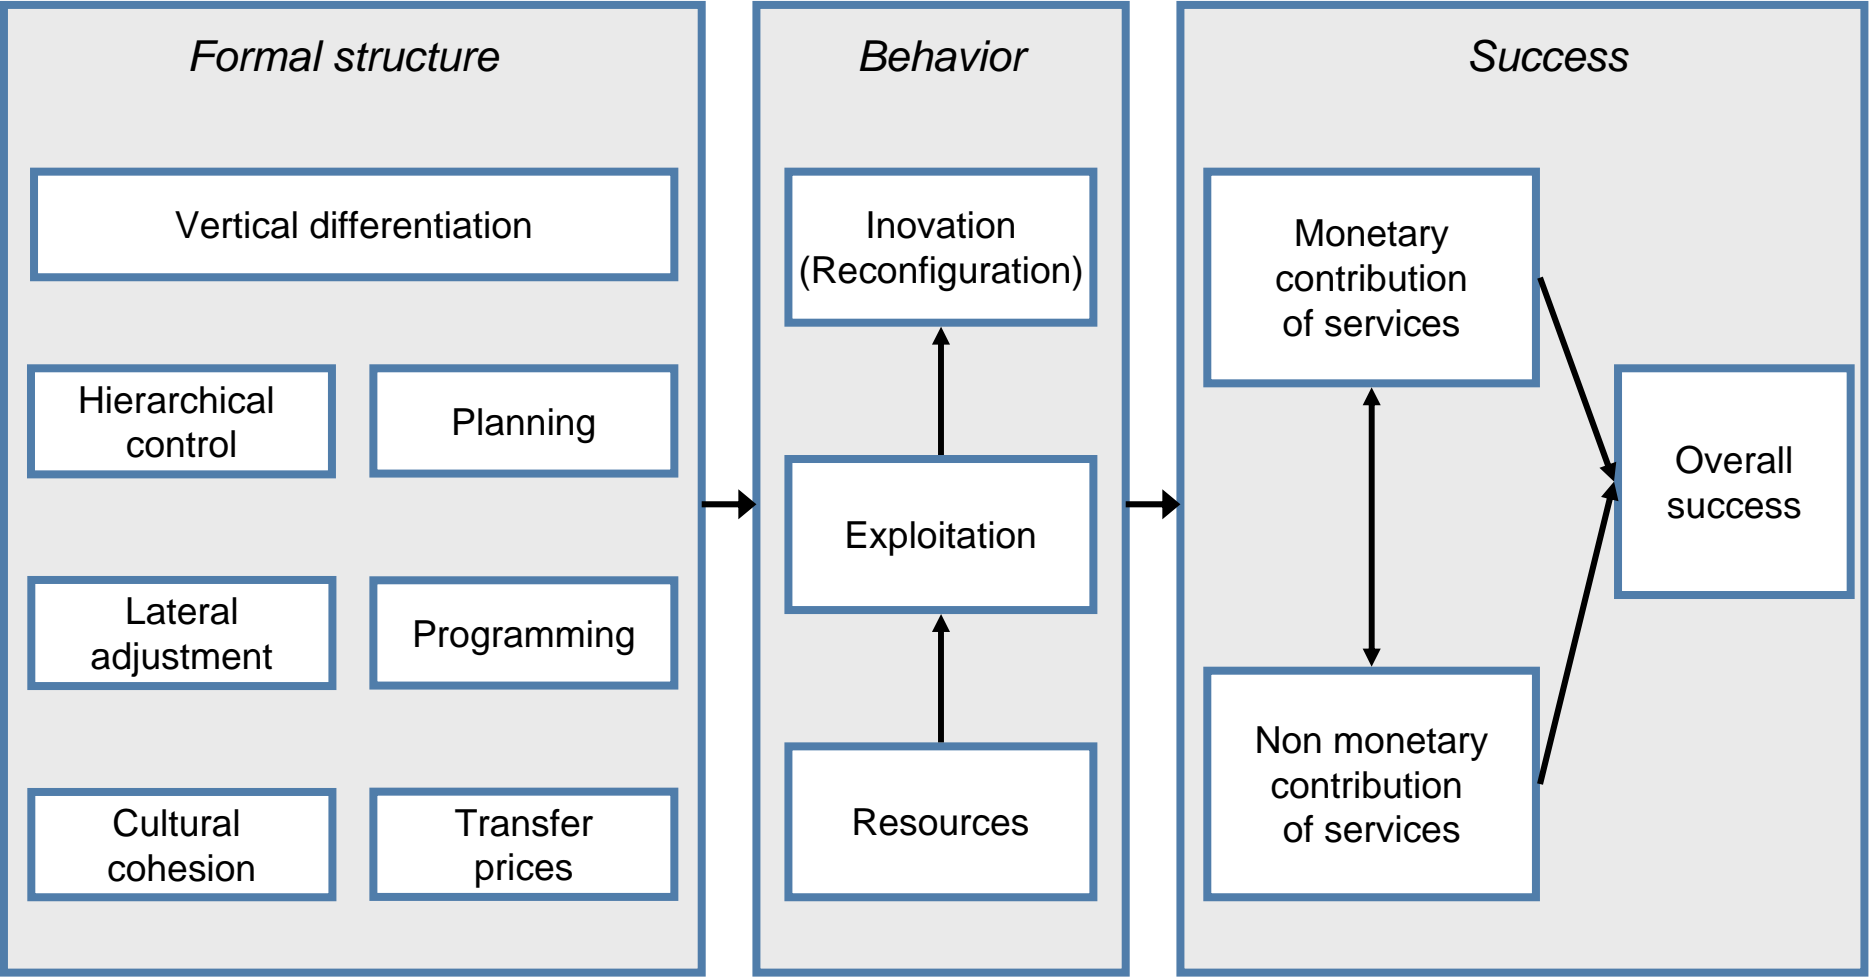 Formal structure
Vertical differentiation
Hierarchical
control
Planning
Lateral
adjustment
Programming
Cultural
cohesion
Transfer
prices
Behavior
Inovation
(Reconfiguration)
Exploitation
Resources
Success
Monetary
contribution
of services
Overall
success
Non monetary
contribution
of services